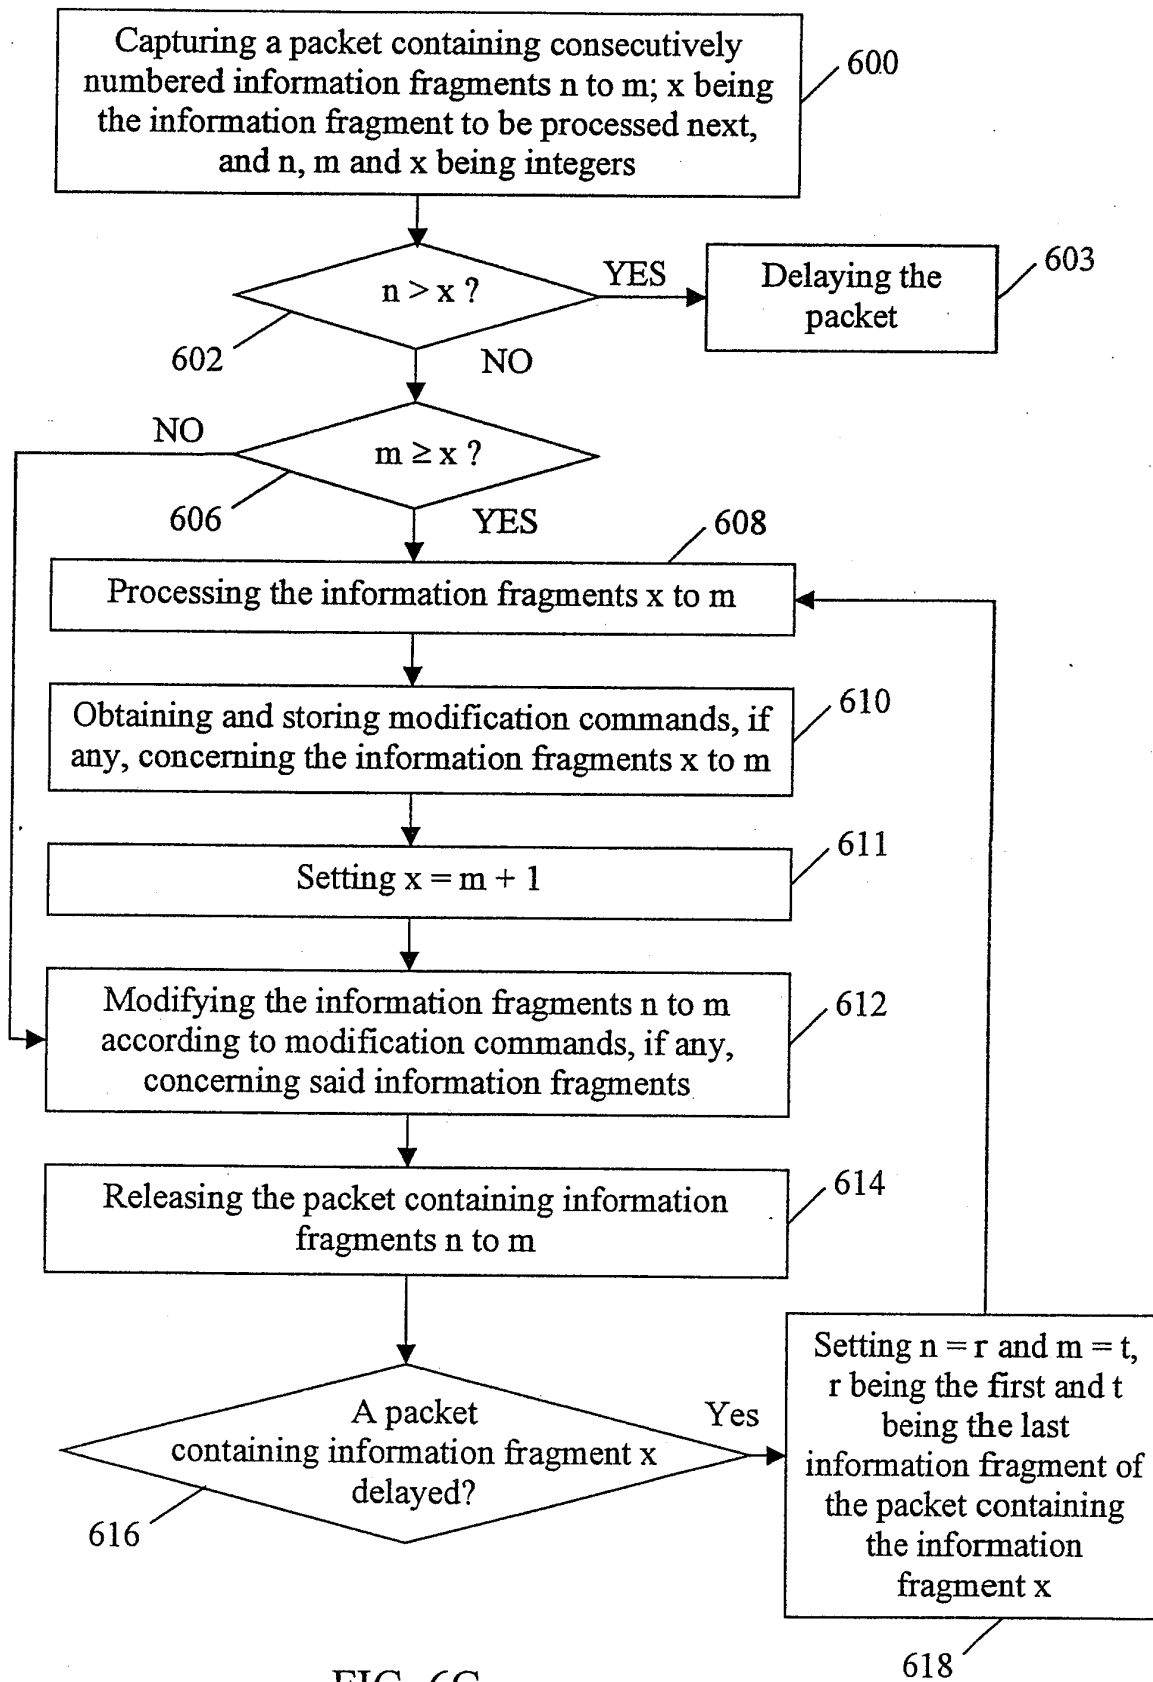 Capturing a packet containing consecutively
numbered information fragments n to m; x being
the information fragment to be processed next,
and n, m and x being integers
600
n > x ?
YES
602
NO
Delaying the
packet
603
NO
m ≥ x ?
606
YES
608
Processing the information fragments x to m
Obtaining and storing modification commands, if
any, concerning the information fragments x to m
610
Setting x = m + 1
611
Modifying the information fragments n to m
according to modification commands, if any,
concerning said information fragments
612
Releasing the packet containing information
fragments n to m
614
A packet
containing information fragment x
delayed?
Yes
616
Setting n = r and m = t,
r being the first and t
being the last
information fragment of
the packet containing
the information
fragment x
618
FIG. 6C